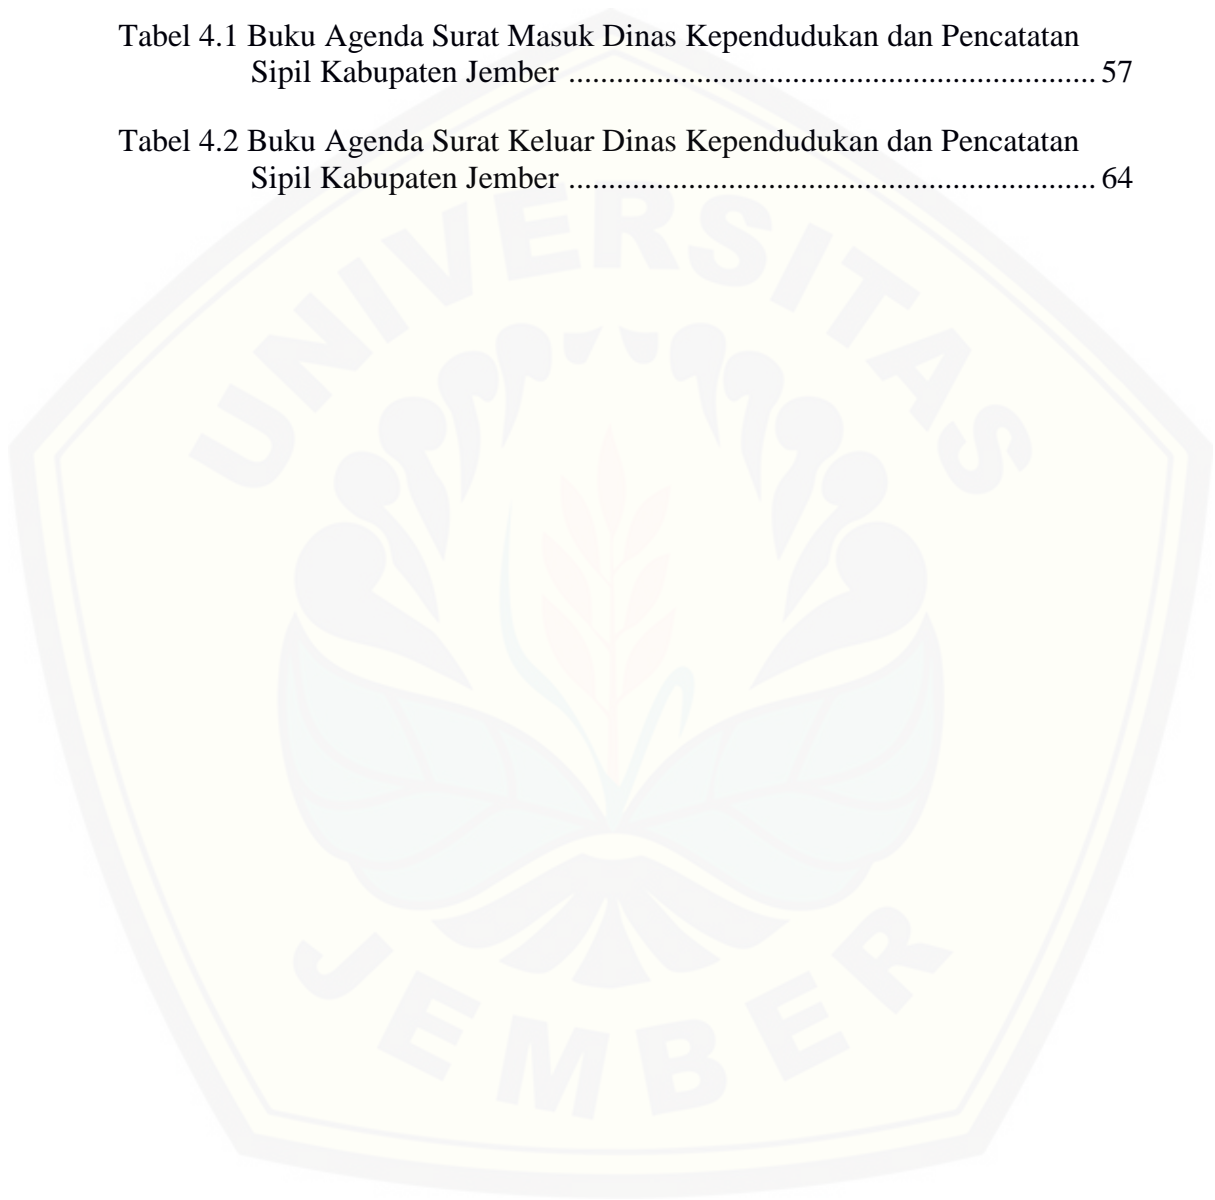 Tabel 4.1 Buku Agenda Surat Masuk Dinas Kependudukan dan Pencatatan
Sipil Kabupaten Jember .................................................................. 57
Tabel 4.2 Buku Agenda Surat Keluar Dinas Kependudukan dan Pencatatan
Sipil Kabupaten Jember .................................................................. 64
UNIVERSITAS
JEMBER